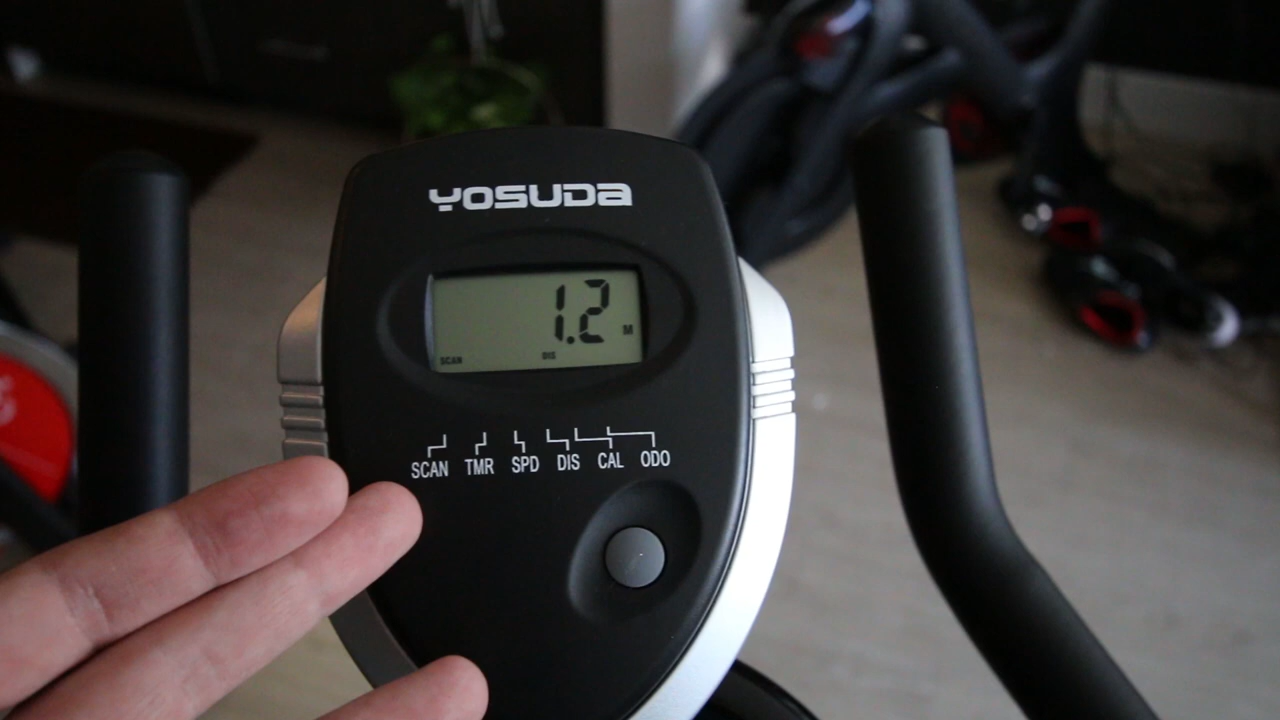 YOSUDA
1.2 M
SCAN DIS
SCAN TMR SPD DIS CAL ODO